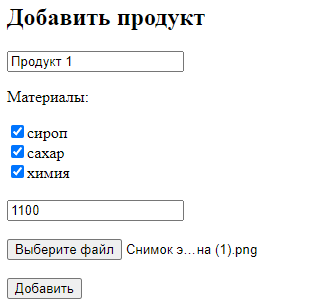 Добавить продукт
Продукт 1
Материалы:
сироп
сахар
химия
1100
Выберите файл Снимок э...на (1).png
Добавить